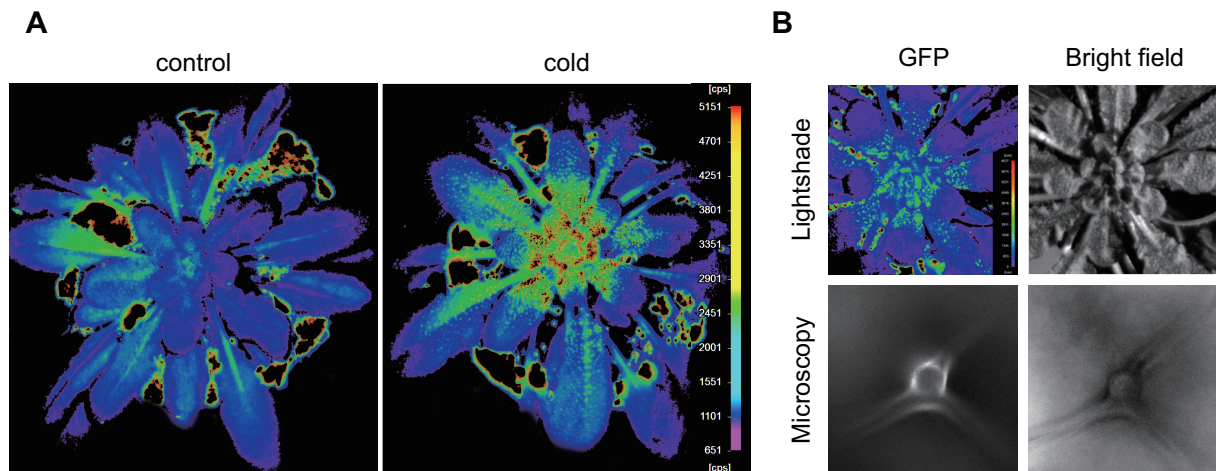 A
B
control
cold
GFP
Bright field
[cps]
5151
4701
4251
3801
3351
2901
2451
2001
1551
1101
651
[cps]
Lightshade
Microscopy